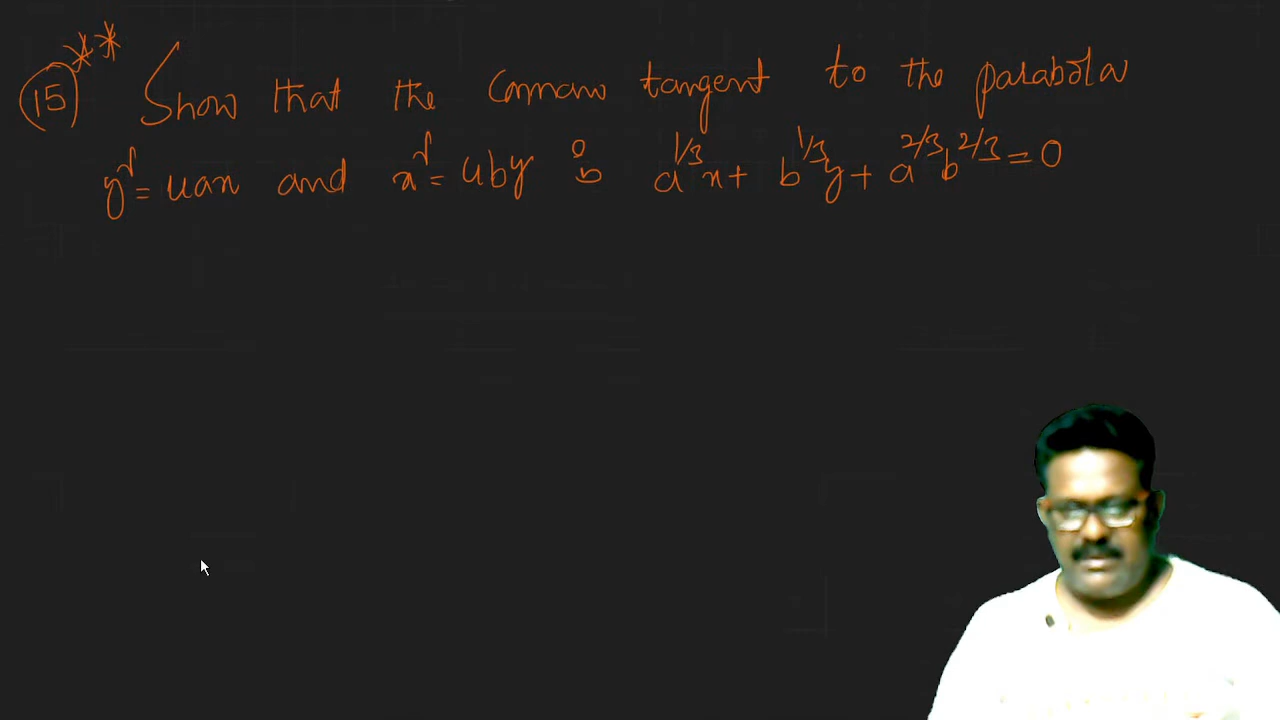 (15)** Show that the common tangent to the parabola
y² = 4ax and x² = 4by is a^{1/3}x + b^{1/3}y + a^{2/3}b^{2/3} = 0